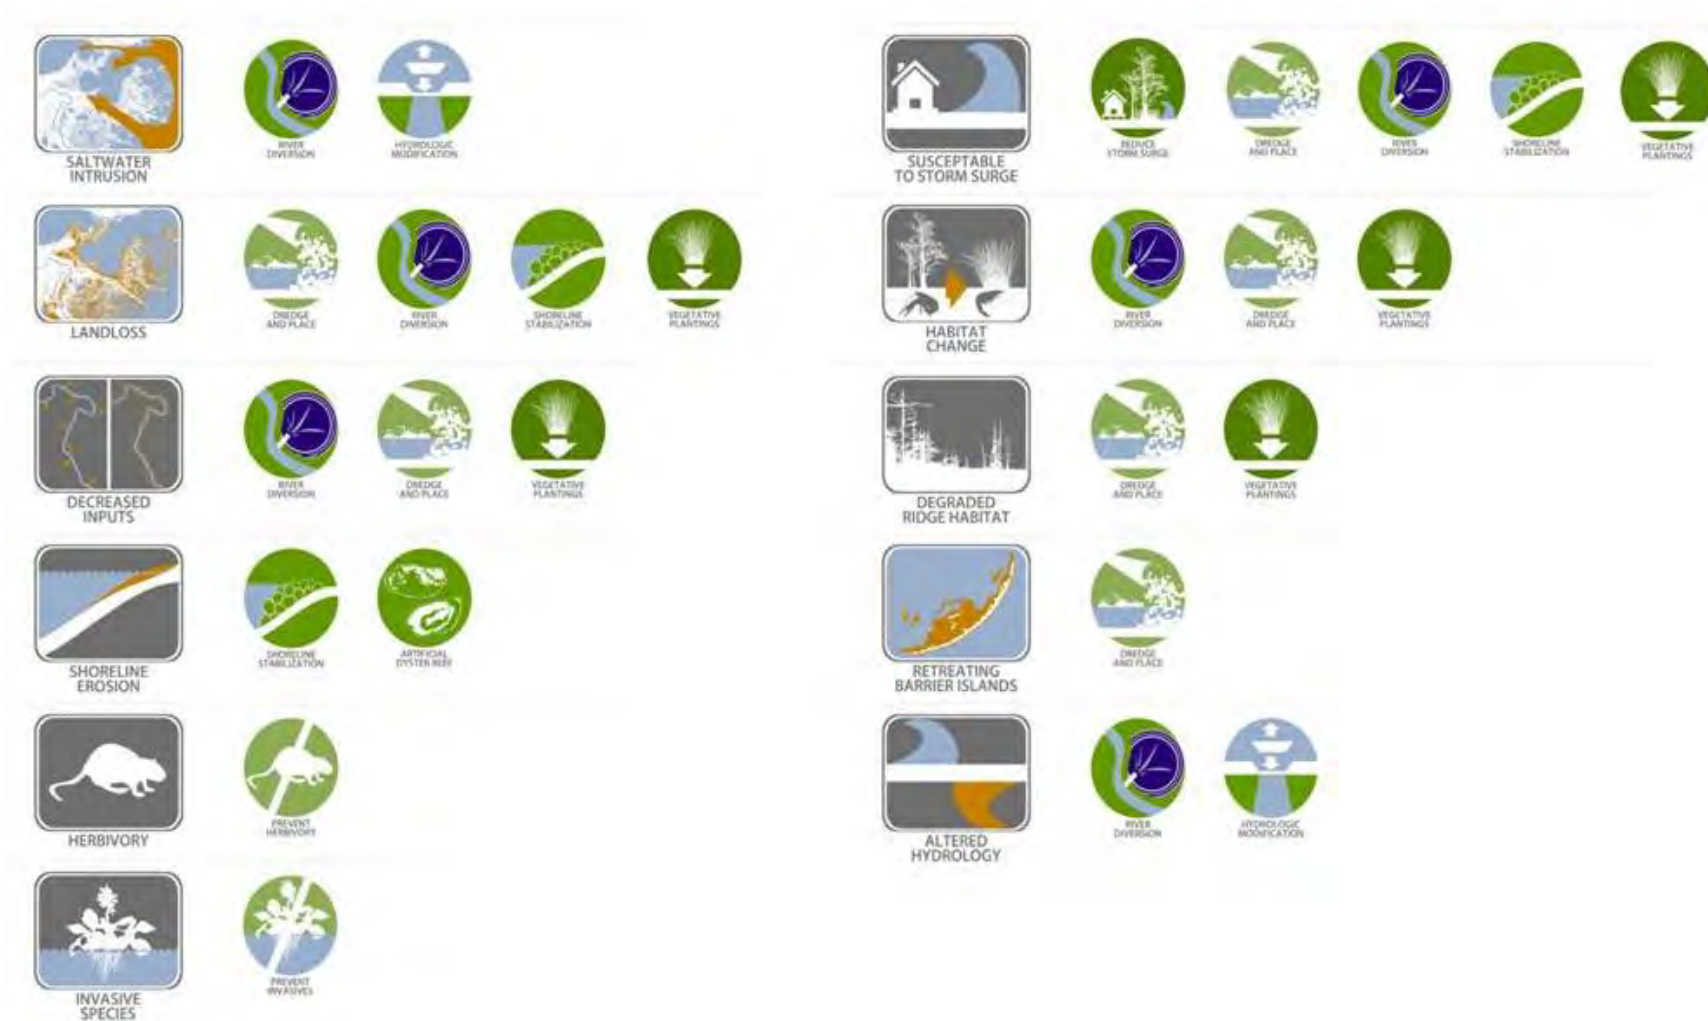 SALTWATER
INTRUSION
RIVER
DIVERSION
HYDROLOGIC
MODIFICATION
LANDLOSS
DREDGE
AND PLACE
RIVER
DIVERSION
SHORELINE
STABILIZATION
VEGETATIVE
PLANTINGS
DECREASED
INPUTS
RIVER
DIVERSION
DREDGE
AND PLACE
VEGETATIVE
PLANTINGS
SHORELINE
EROSION
SHORELINE
STABILIZATION
ARTIFICIAL
OYSTER REEF
HERBIVORY
PREVENT
HERBIVORY
INVASIVE
SPECIES
PREVENT
INVASIVES
SUSCEPTABLE
TO STORM SURGE
REDUCE
STORM SURGE
DREDGE
AND PLACE
RIVER
DIVERSION
SHORELINE
STABILIZATION
VEGETATIVE
PLANTINGS
HABITAT
CHANGE
RIVER
DIVERSION
DREDGE
AND PLACE
VEGETATIVE
PLANTINGS
DEGRADED
RIDGE HABITAT
DREDGE
AND PLACE
VEGETATIVE
PLANTINGS
RETREATING
BARRIER ISLANDS
DREDGE
AND PLACE
ALTERED
HYDROLOGY
RIVER
DIVERSION
HYDROLOGIC
MODIFICATION